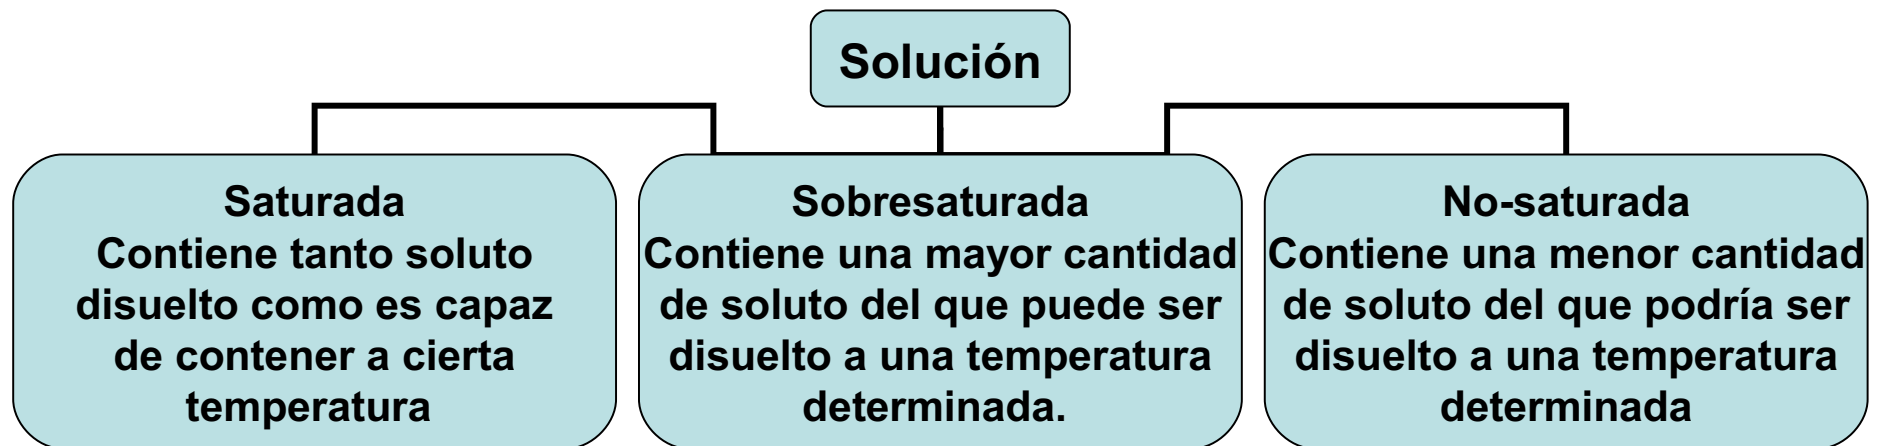 Solución
Saturada
Contiene tanto soluto
disuelto como es capaz
de contener a cierta
temperatura
Sobresaturada
Contiene una mayor cantidad
de soluto del que puede ser
disuelto a una temperatura
determinada.
No-saturada
Contiene una menor cantidad
de soluto del que podría ser
disuelto a una temperatura
determinada